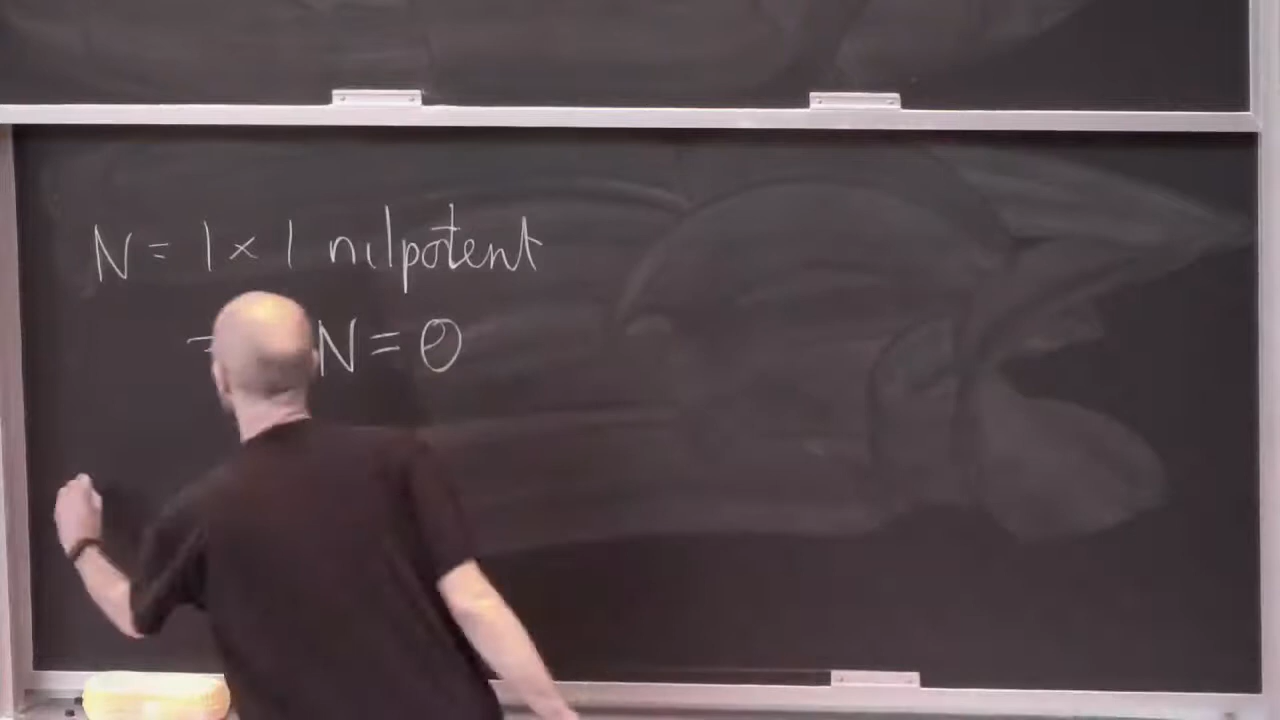 N = 1 × 1 nilpotent
N = 0